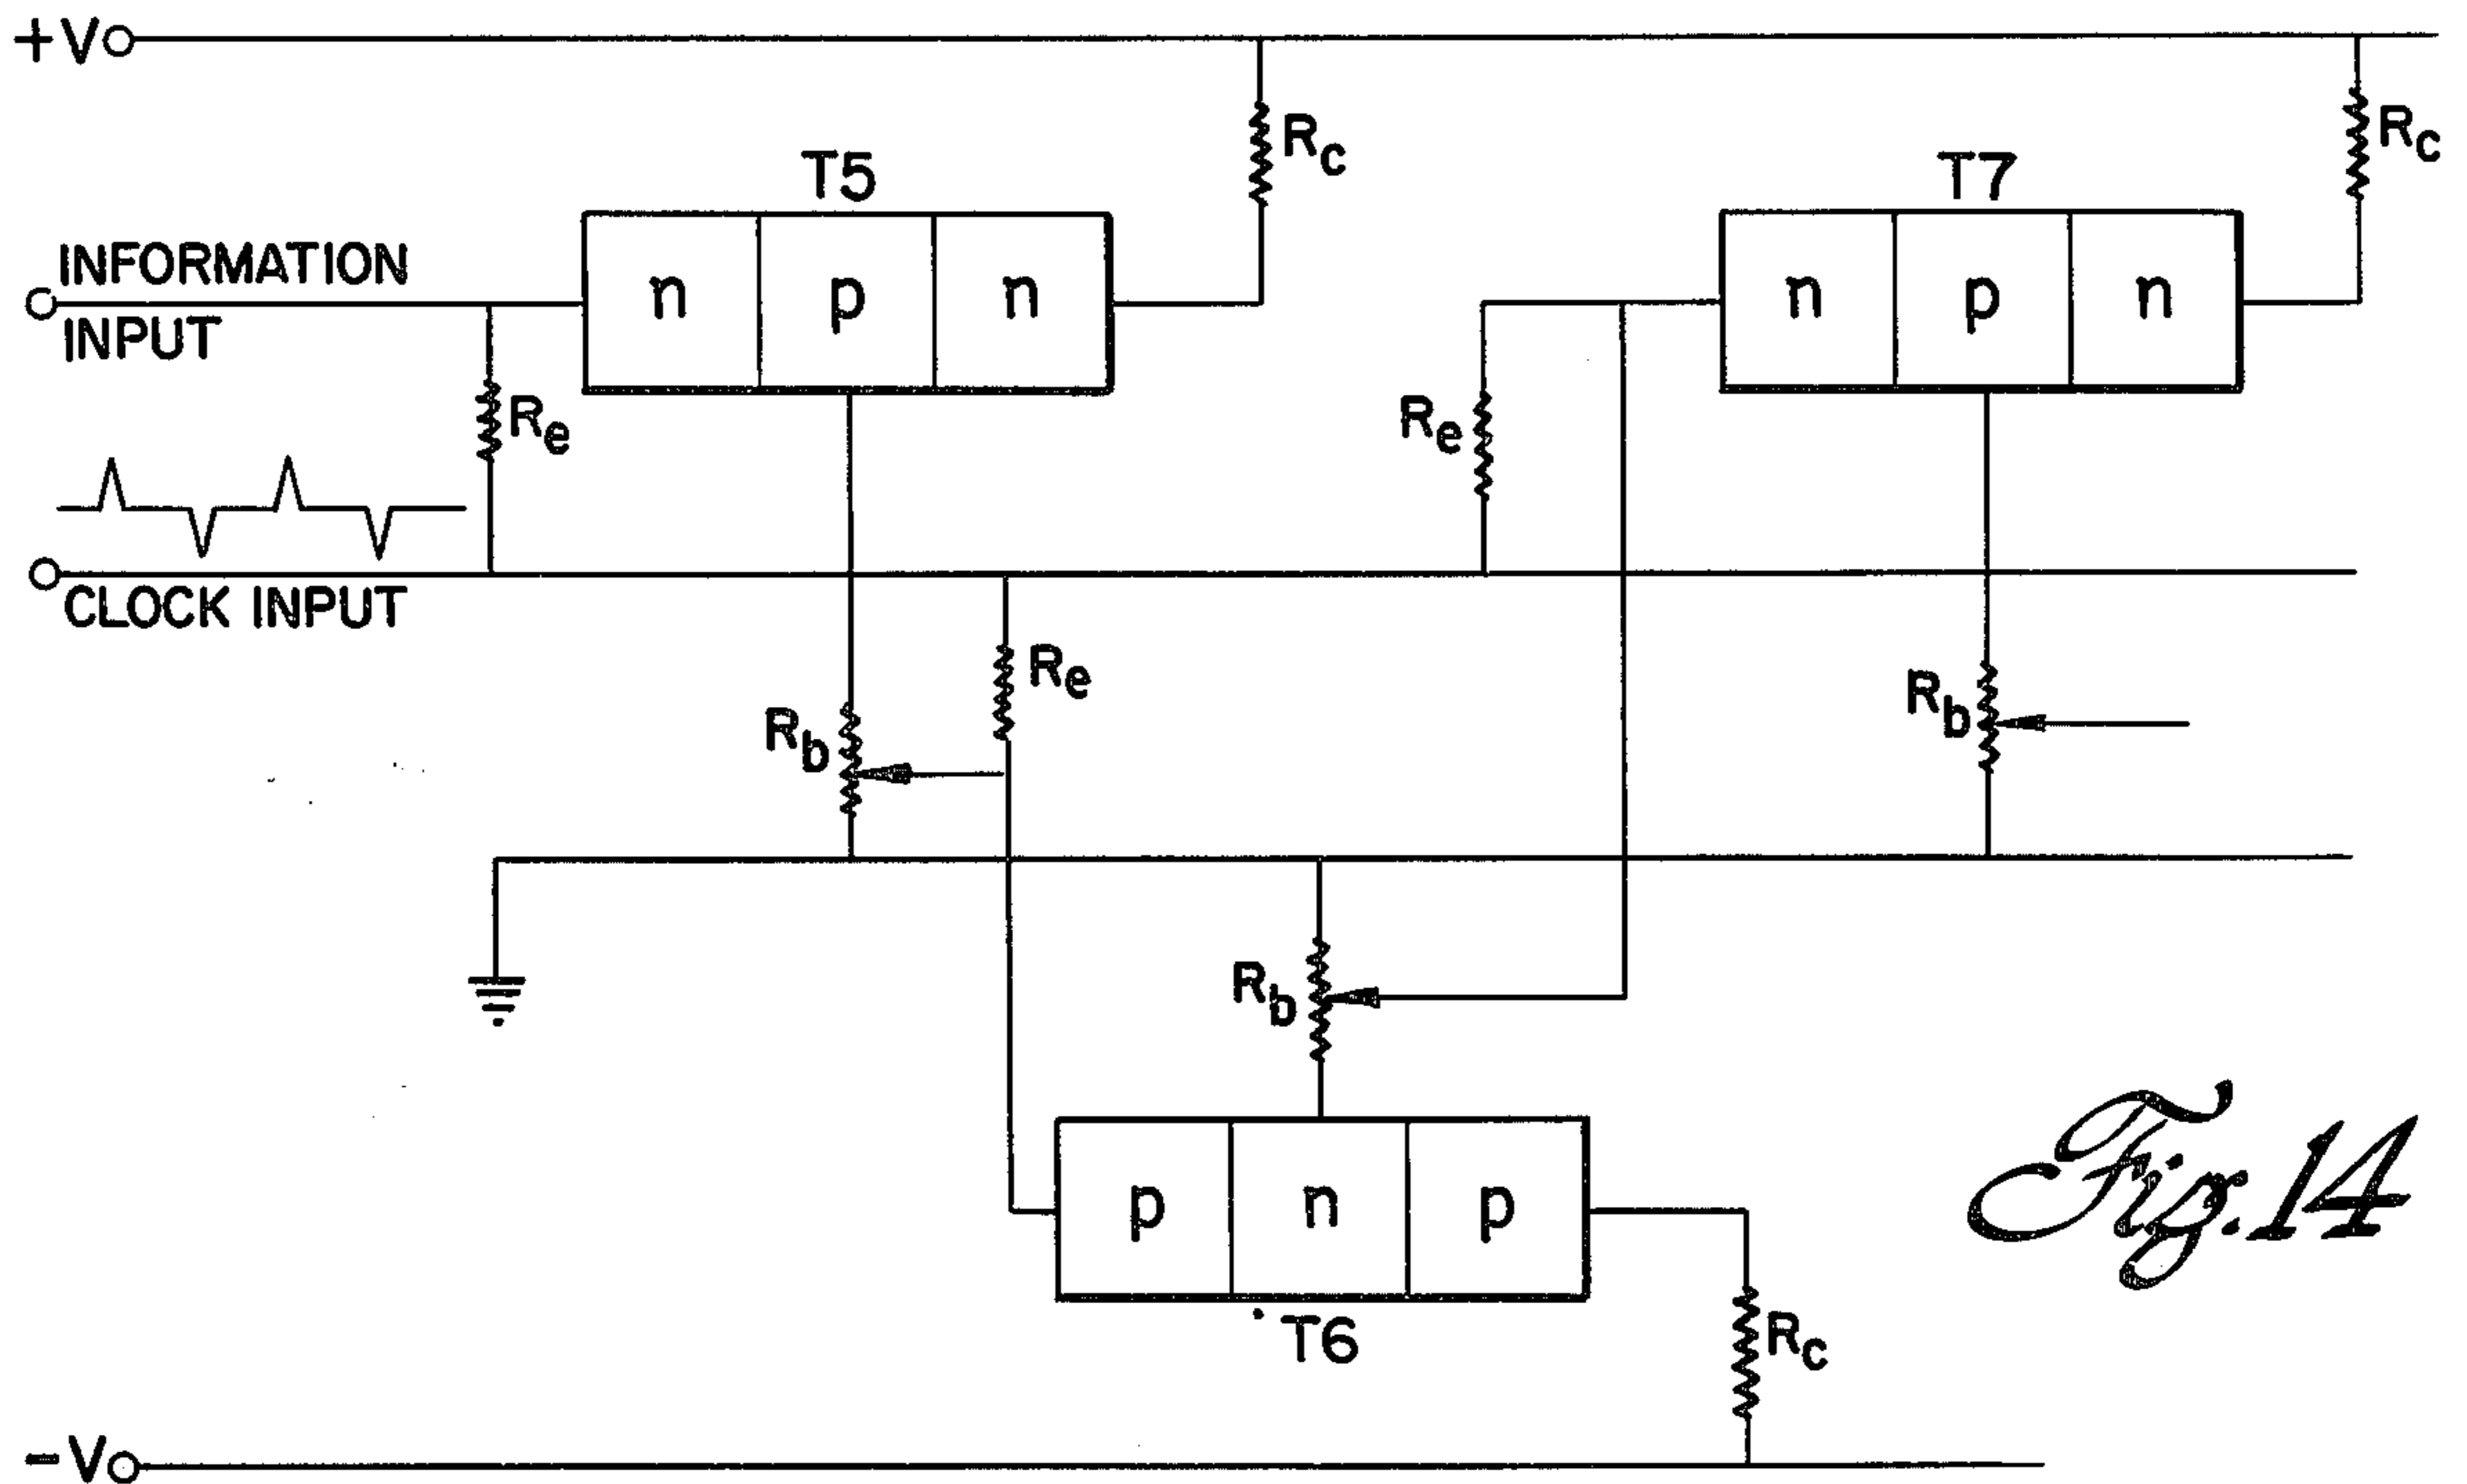 +V
Rc
Rc
T5
T7
INFORMATION
INPUT
n p n
n p n
Re
Re
CLOCK INPUT
Re
Rb
Rb
Rb
p n p
T6
Rc
-V
Fig. 14